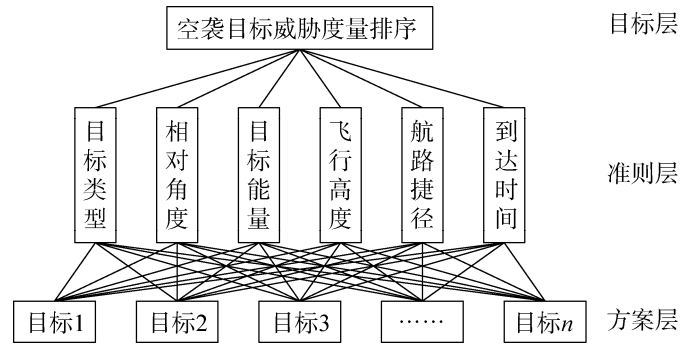 空袭目标威胁度量排序
目标层
目标类型
相对角度
目标能量
飞行高度
航路捷径
到达时间
准则层
目标1
目标2
目标3
……
目标n
方案层